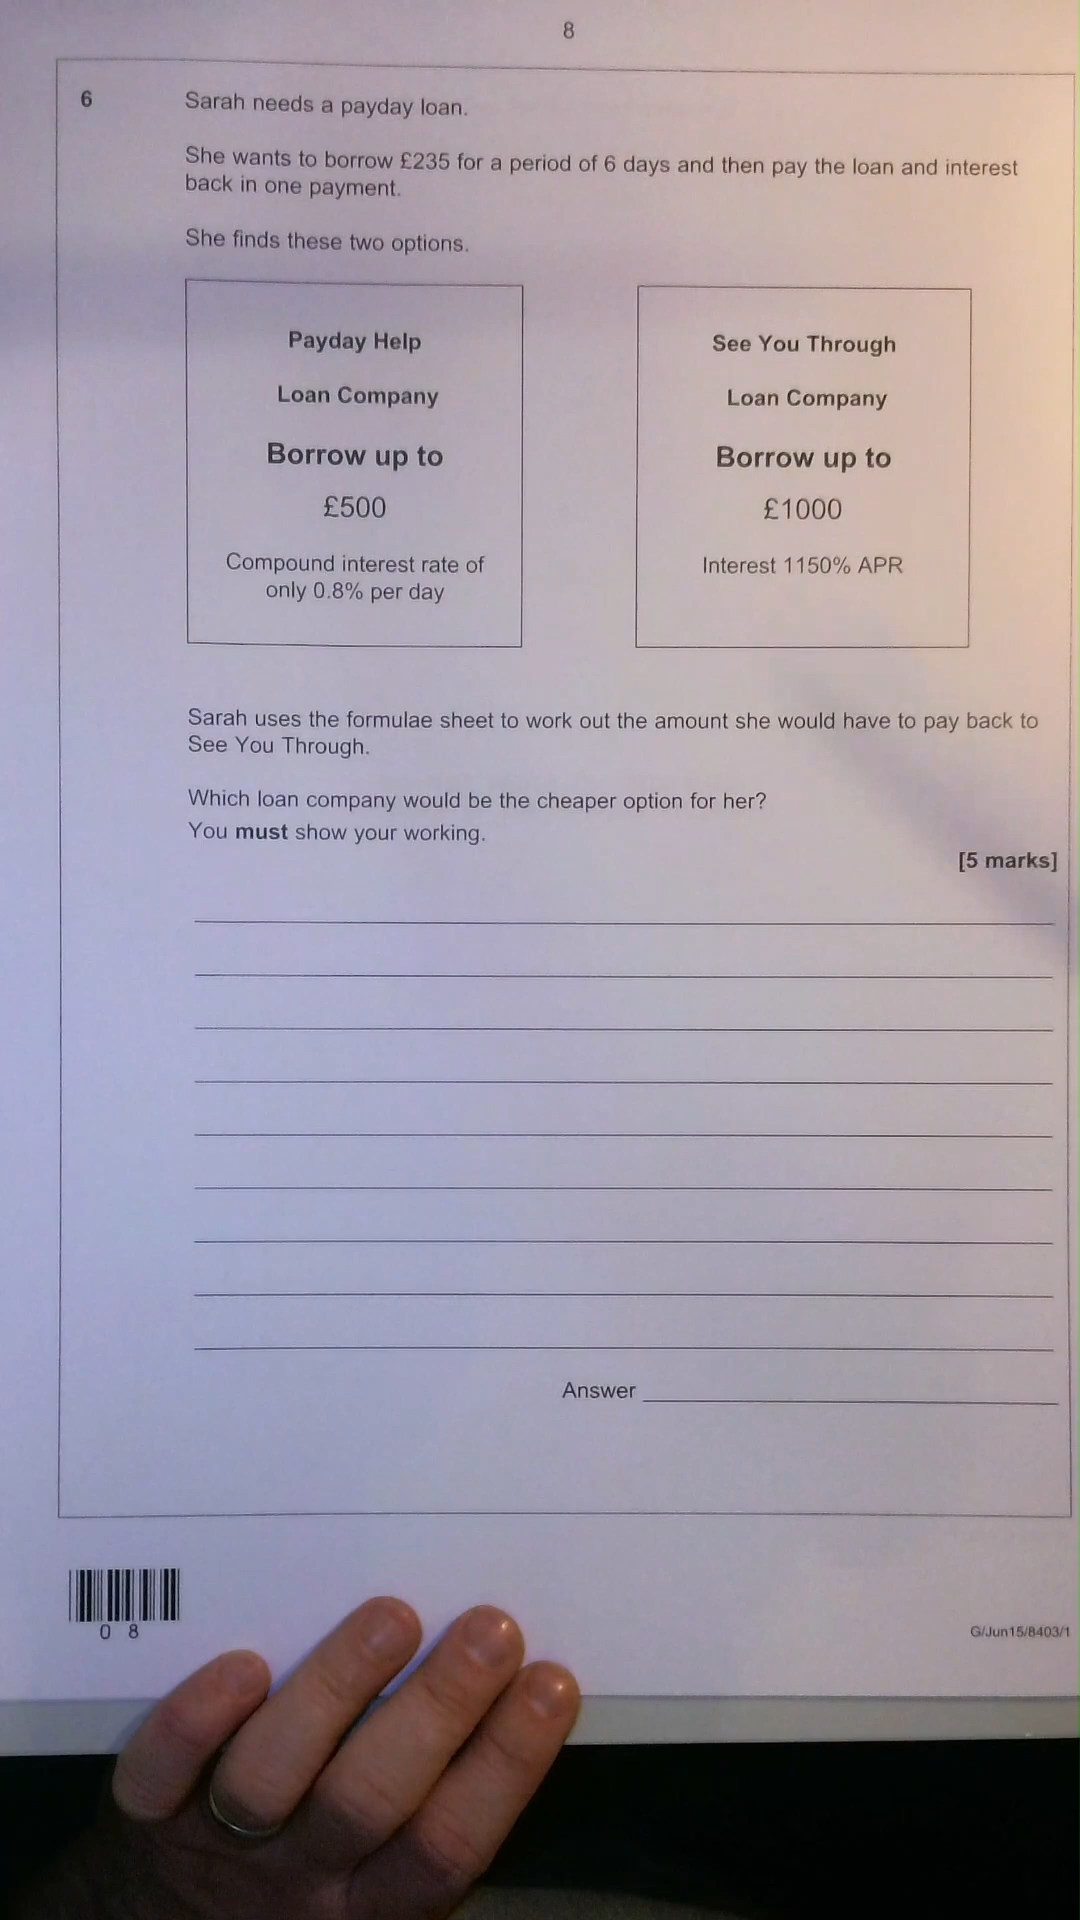 8
6
Sarah needs a payday loan.
She wants to borrow £235 for a period of 6 days and then pay the loan and interest
back in one payment.
She finds these two options.
Payday Help
Loan Company
Borrow up to
£500
Compound interest rate of
only 0.8% per day
See You Through
Loan Company
Borrow up to
£1000
Interest 1150% APR
Sarah uses the formulae sheet to work out the amount she would have to pay back to
See You Through.
Which loan company would be the cheaper option for her?
You must show your working.
[5 marks]
Answer
0 8
G/Jun15/8403/1